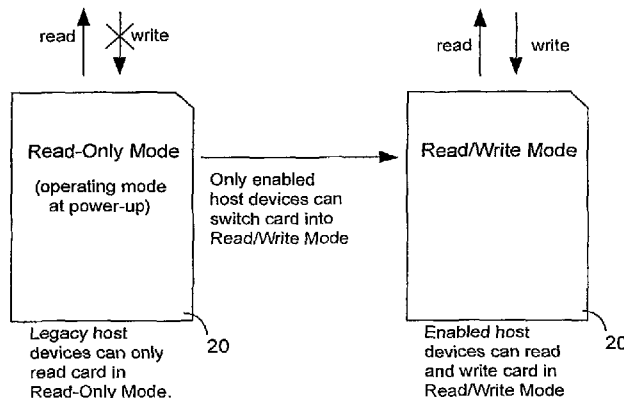 read
write
Read-Only Mode
(operating mode
at power-up)
Only enabled
host devices can
switch card into
Read/Write Mode
20
Legacy host
devices can only
read card in
Read-Only Mode.
read
write
Read/Write Mode
20
Enabled host
devices can read
and write card in
Read/Write Mode